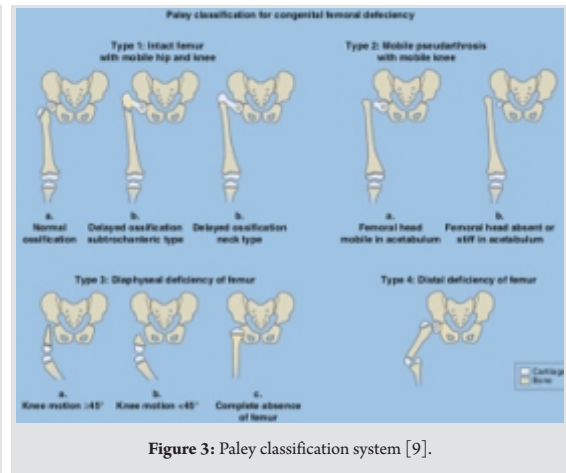 Paley classification for congenital femoral defeciency
Type 1: Intact femur
with mobile hip and knee
Type 2: Mobile pseudarthrosis
with mobile knee
a.
Normal
ossification
b.
Delayed ossification
subtrochanteric type
b.
Delayed ossification
neck type
a.
Femoral head
mobile in acetabulum
b.
Femoral head absent or
stiff in acetabulum
Type 3: Diaphyseal deficiency of femur
Type 4: Distal deficiency of femur
a.
Knee motion ≥45°
b.
Knee motion <45°
c.
Complete absence
of femur
Cartilage
Bone
Figure 3: Paley classification system [9].